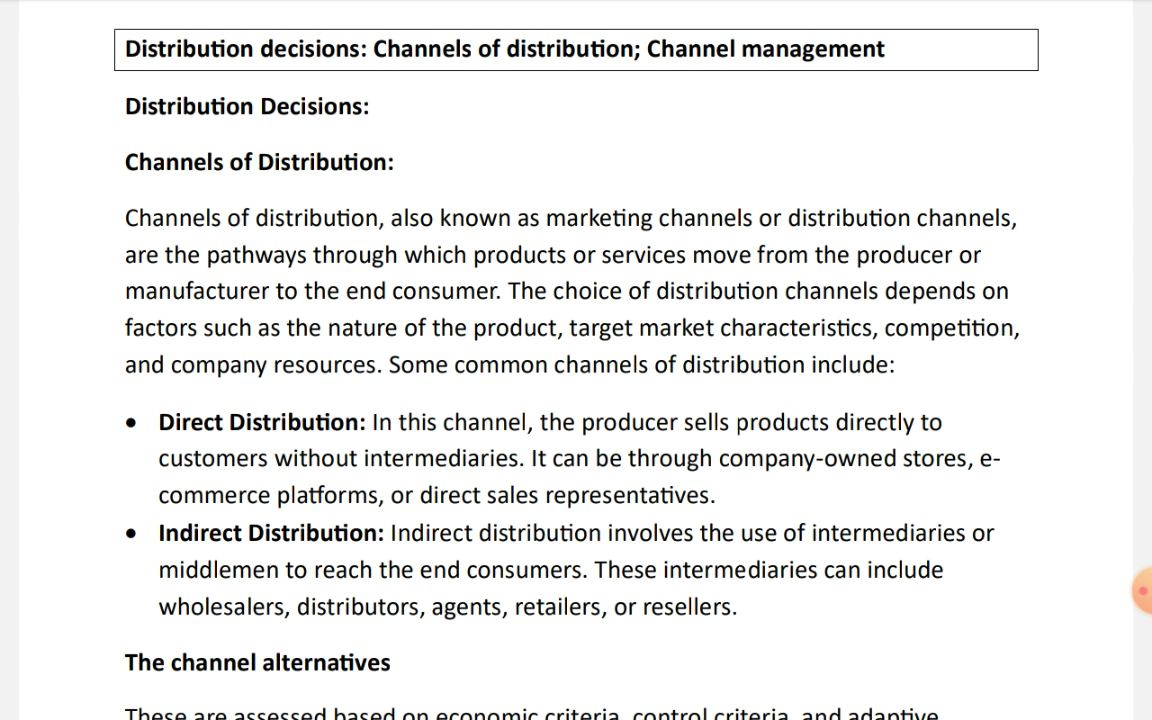 Distribution decisions: Channels of distribution; Channel management
Distribution Decisions:
Channels of Distribution:
Channels of distribution, also known as marketing channels or distribution channels,
are the pathways through which products or services move from the producer or
manufacturer to the end consumer. The choice of distribution channels depends on
factors such as the nature of the product, target market characteristics, competition,
and company resources. Some common channels of distribution include:
• Direct Distribution: In this channel, the producer sells products directly to
customers without intermediaries. It can be through company-owned stores, e-
commerce platforms, or direct sales representatives.
• Indirect Distribution: Indirect distribution involves the use of intermediaries or
middlemen to reach the end consumers. These intermediaries can include
wholesalers, distributors, agents, retailers, or resellers.
The channel alternatives
These are assessed based on economic criteria, control criteria, and adaptive